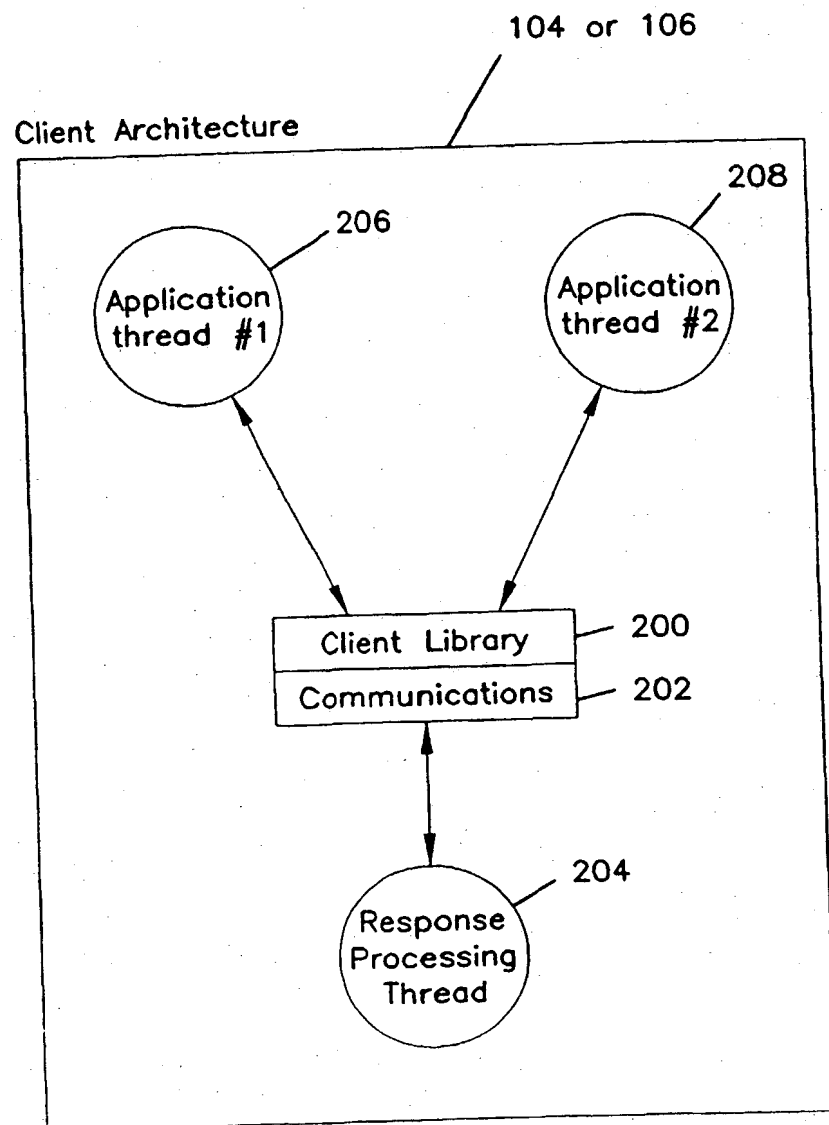 104 or 106
Client Architecture
206
208
Application
thread #1
Application
thread #2
Client Library
200
Communications
202
204
Response
Processing
Thread